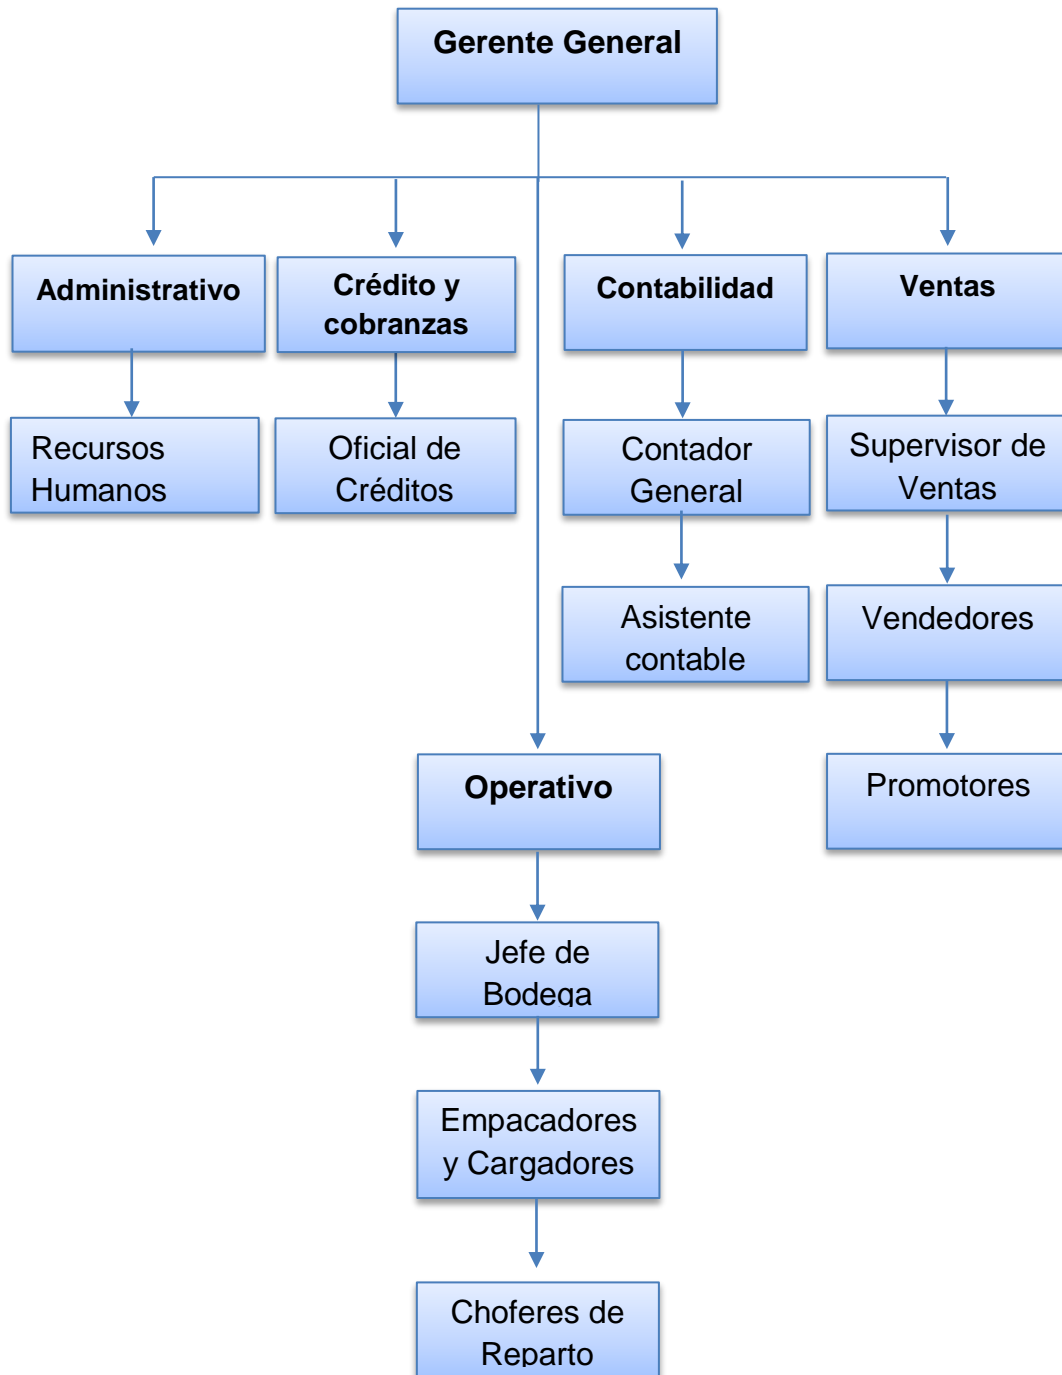 Gerente General
Administrativo
Crédito y
cobranzas
Contabilidad
Ventas
Recursos
Humanos
Oficial de
Créditos
Contador
General
Supervisor de
Ventas
Asistente
contable
Vendedores
Operativo
Promotores
Jefe de
Bodega
Empacadores
y Cargadores
Choferes de
Reparto